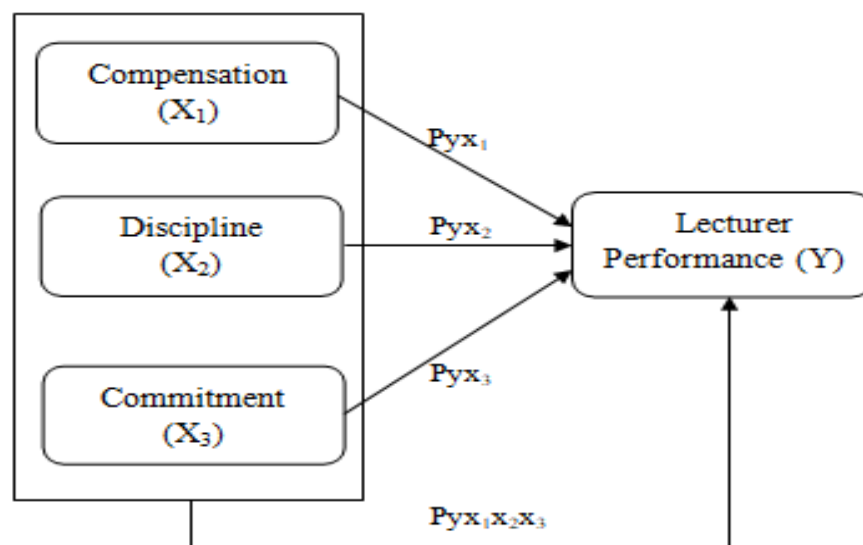 Compensation
(X₁)
Pyx₁
Discipline
(X₂)
Pyx₂
Lecturer
Performance (Y)
Commitment
(X₃)
Pyx₃
Pyx₁x₂x₃